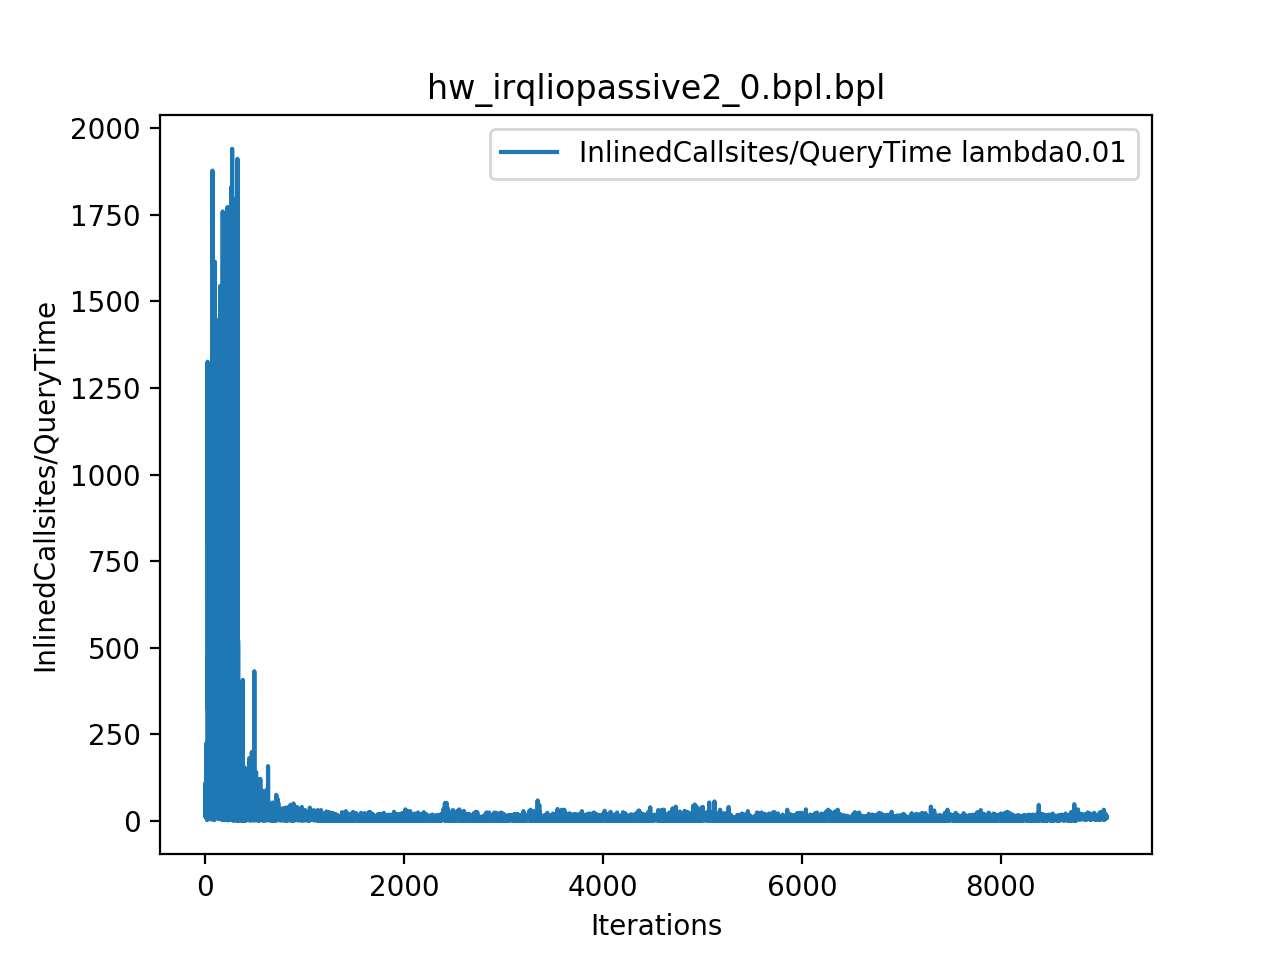 hw_irqliopassive2_0.bpl.bpl
InlinedCallsites/QueryTime lambda0.01
InlinedCallsites/QueryTime
2000
1750
1500
1250
1000
750
500
250
0
0 2000 4000 6000 8000
Iterations